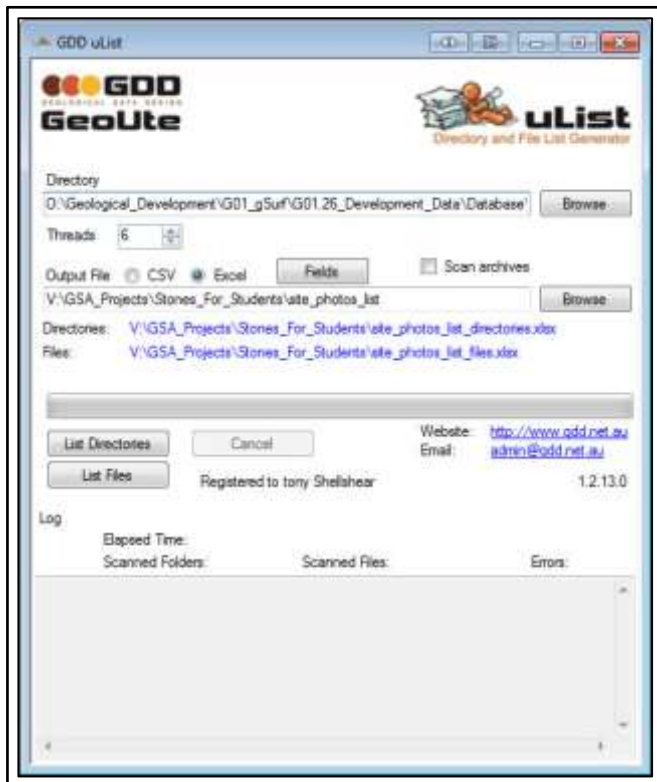 GDD uList
GDD
GEOLOGICAL DATA DESIGN
GeoUte
uList
Directory and File List Generator
Directory
O:\Geological_Development\G01_gSurf\G01.26_Development_Data\Database\
Browse
Threads 6
Output File CSV Excel Fields Scan archives
V:\GSA_Projects\Stones_For_Students\site_photos_list Browse
Directories: V:\GSA_Projects\Stones_For_Students\site_photos_list_directories.xlsx
Files: V:\GSA_Projects\Stones_For_Students\site_photos_list_files.xlsx
List Directories Cancel Website: http://www.gdd.net.au
Email: admin@gdd.net.au
List Files Registered to tony Shellshear 1.2.13.0
Log
Elapsed Time:
Scanned Folders: Scanned Files: Errors: